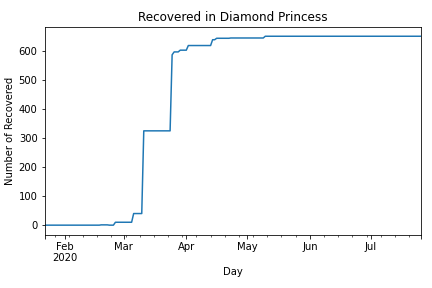 Recovered in Diamond Princess
Number of Recovered
600
500
400
300
200
100
0
Feb Mar Apr May Jun Jul
2020
Day